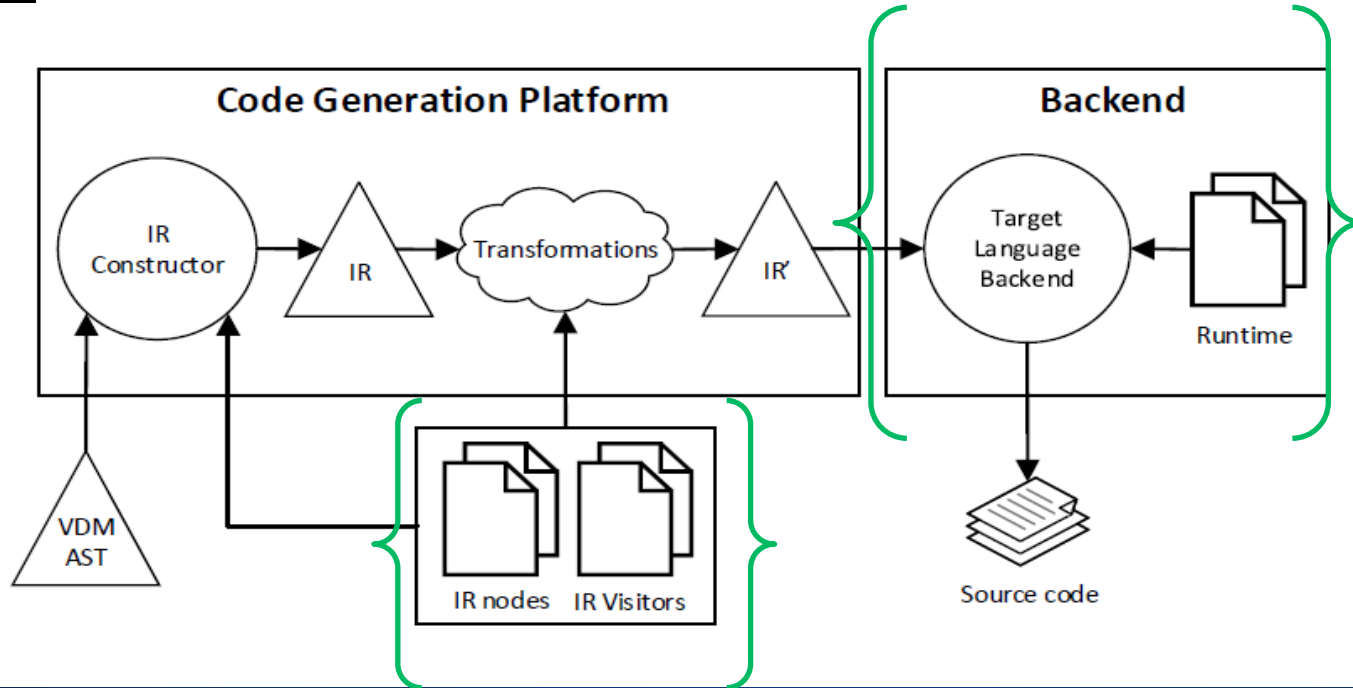 Code Generation Platform
Backend
IR
Constructor
IR
Transformations
IR’
Target
Language
Backend
Runtime
VDM
AST
IR nodes
IR Visitors
Source code